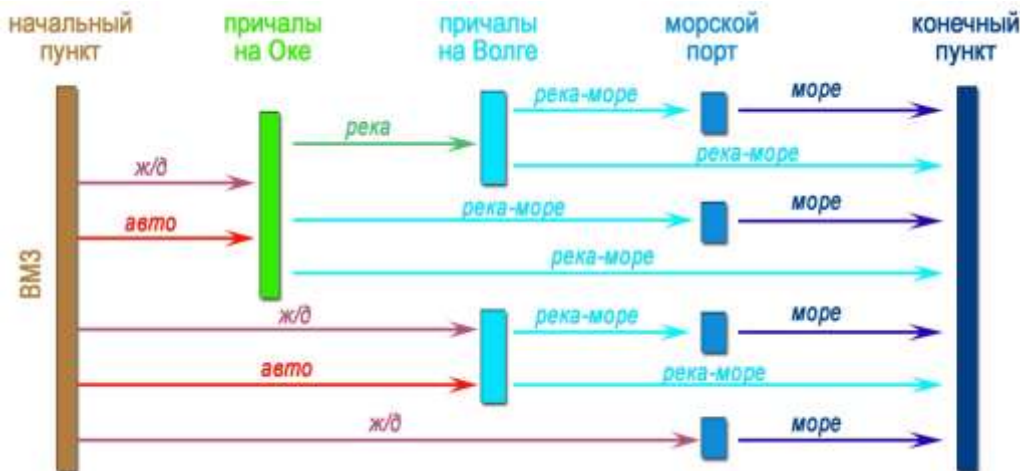 начальный пункт
причалы на Оке
причалы на Волге
морской порт
конечный пункт
река-море
море
река
река-море
ж/д
река-море
море
авто
река-море
ВМЗ
ж/д
река-море
море
авто
река-море
ж/д
море